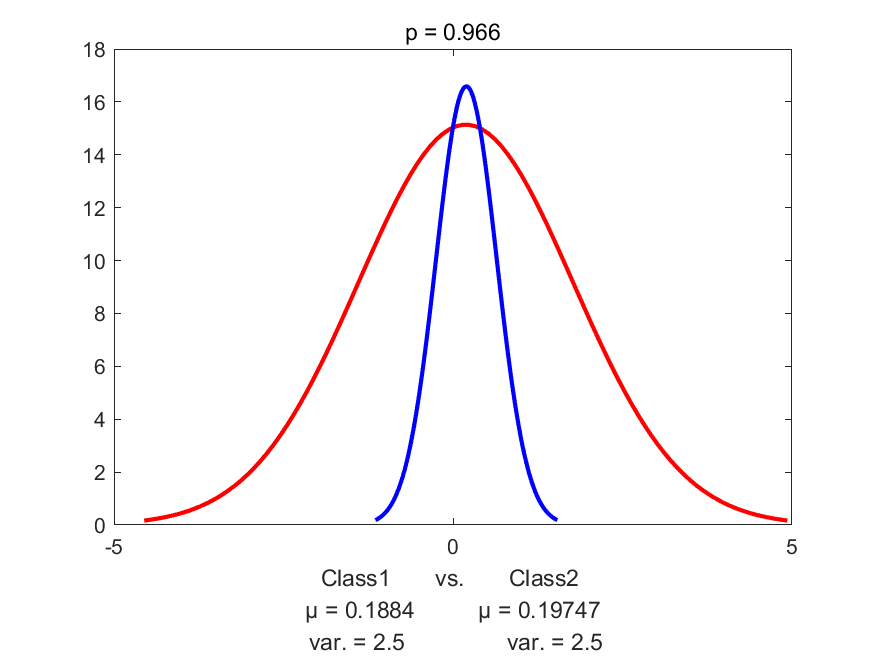 p = 0.966
18
16
14
12
10
8
6
4
2
0
-5 0 5
Class1 vs. Class2
μ = 0.1884 μ = 0.19747
var. = 2.5 var. = 2.5